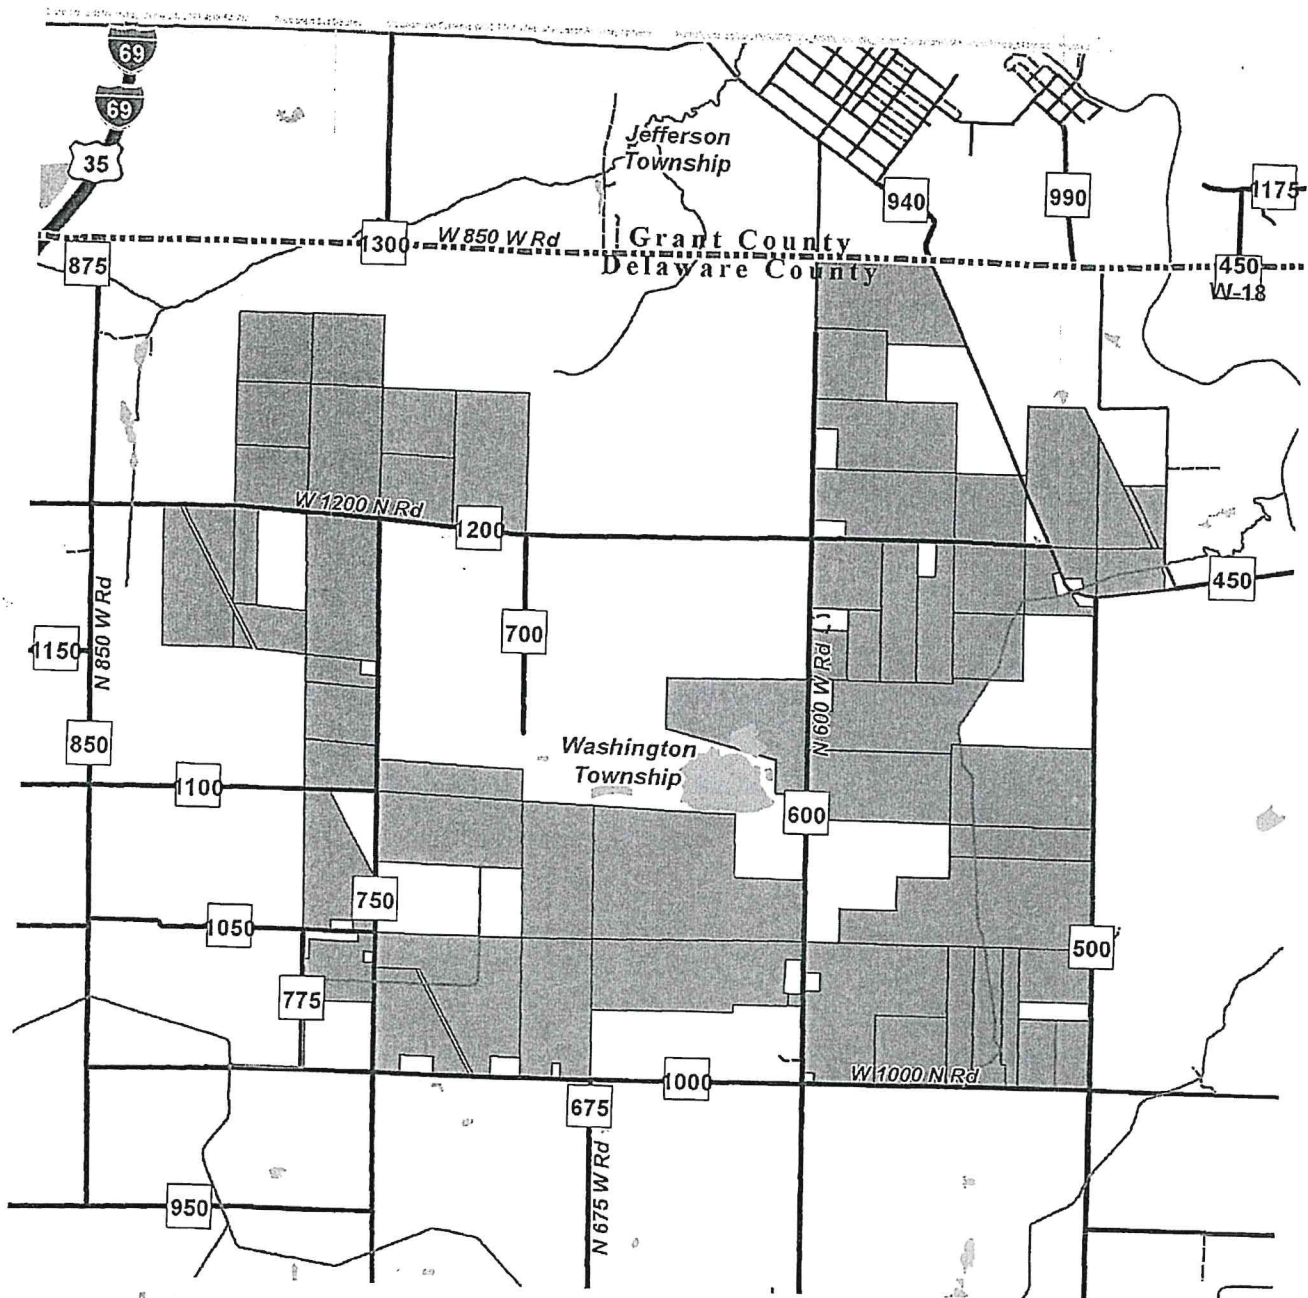 69
69
35
Jefferson
Township
940
990
1175
1300
W 850 W Rd
Grant County
Delaware County
875
450
W-18
W 1200 N Rd
1200
450
1150
N 850 W Rd
700
N 600 W Rd
850
Washington
Township
1100
600
750
1050
500
775
1000
W 1000 N Rd
675
N 675 W Rd
950